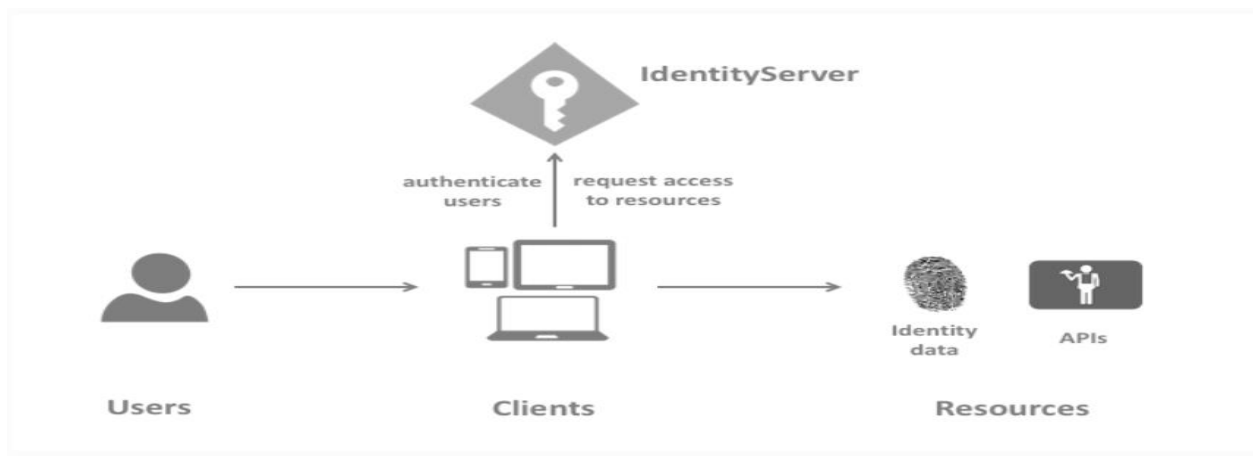 IdentityServer
authenticate
users
request access
to resources
Identity
data
APIs
Users
Clients
Resources